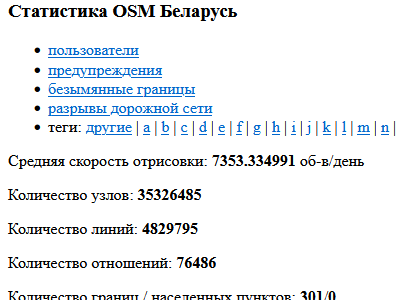 Статистика OSM Беларусь
пользователи
предупреждения
безымянные границы
разрывы дорожной сети
теги: другие | a | b | c | d | e | f | g | h | i | j | k | l | m | n |
Средняя скорость отрисовки: 7353.334991 об-в/день
Количество узлов: 35326485
Количество линий: 4829795
Количество отношений: 76486
Количество границ / населенных пунктов: 301/0